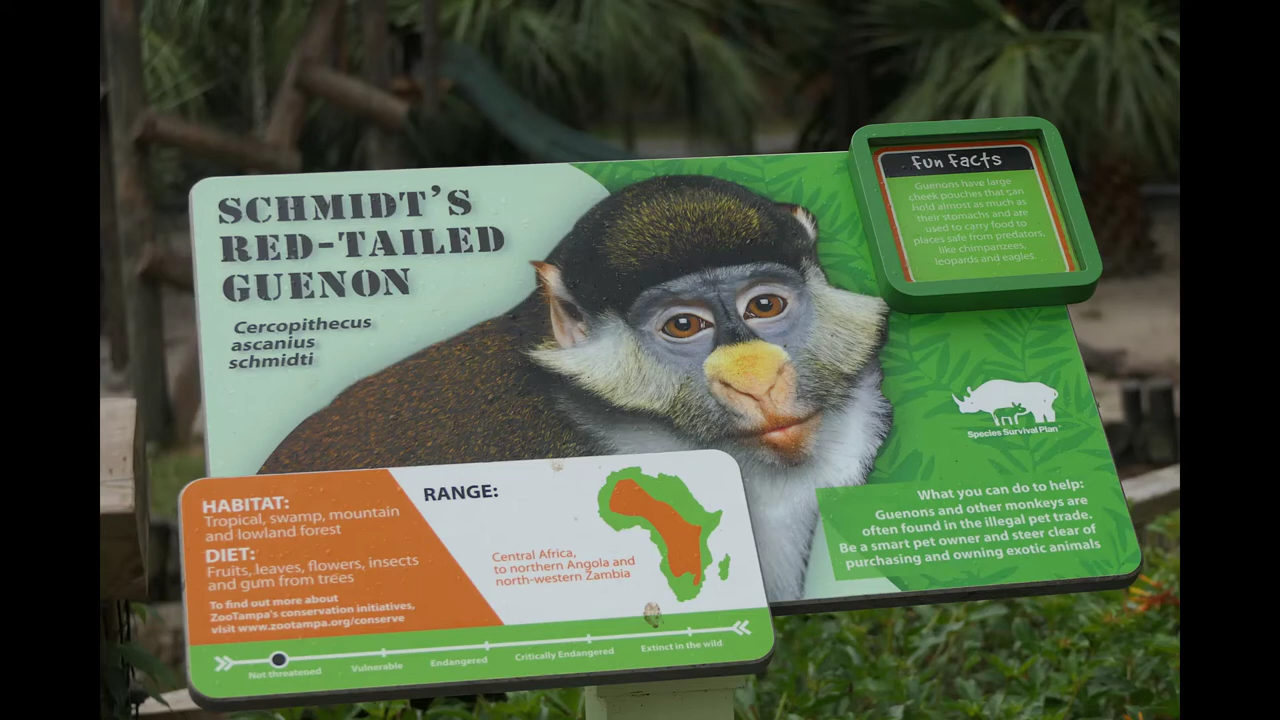 SCHMIDT'S
RED-TAILED
GUENON
Cercopithecus
ascanius
schmidti
Fun Facts
Guenons have large
cheek pouches that can
hold almost as much as
their stomachs and are
used to carry food to
places safe from predators,
like chimpanzees,
leopards and eagles.
Species Survival Plan
What you can do to help:
Guenons and other monkeys are
often found in the illegal pet trade.
Be a smart pet owner and steer clear of
purchasing and owning exotic animals
HABITAT:
Tropical, swamp, mountain
and lowland forest
DIET:
Fruits, leaves, flowers, insects
and gum from trees
To find out more about
ZooTampa's conservation initiatives,
visit www.zootampa.org/conserve
RANGE:
Central Africa,
to northern Angola and
north-western Zambia
Not threatened Vulnerable Endangered Critically Endangered Extinct in the wild